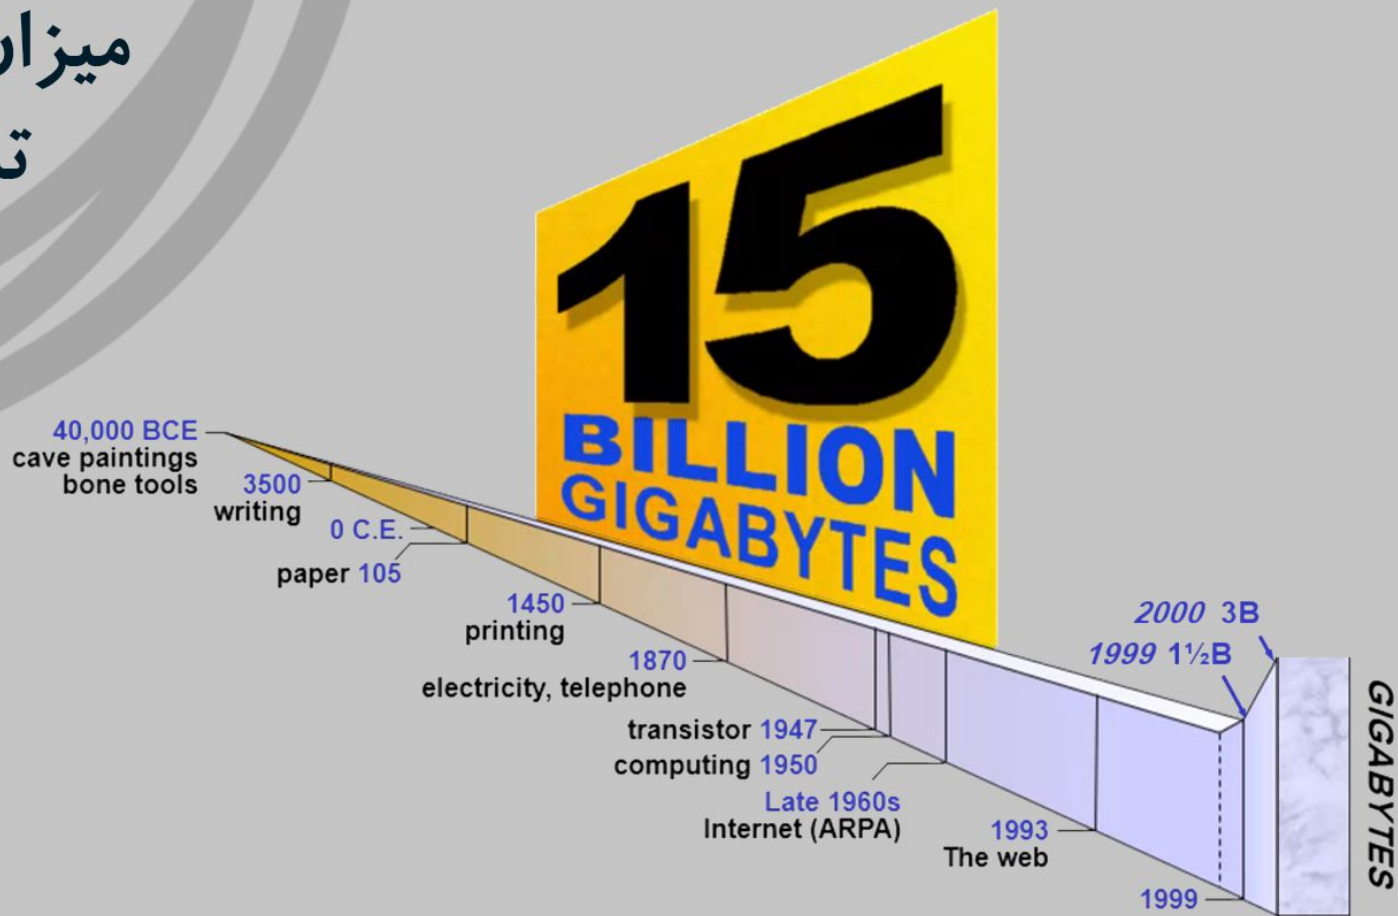 میزان
15
BILLION
GIGABYTES
40,000 BCE
cave paintings
bone tools
3500
writing
0 C.E.
paper 105
1450
printing
1870
electricity, telephone
transistor 1947
computing 1950
Late 1960s
Internet (ARPA)
1993
The web
1999
2000 3B
1999 1½B
GIGABYTES